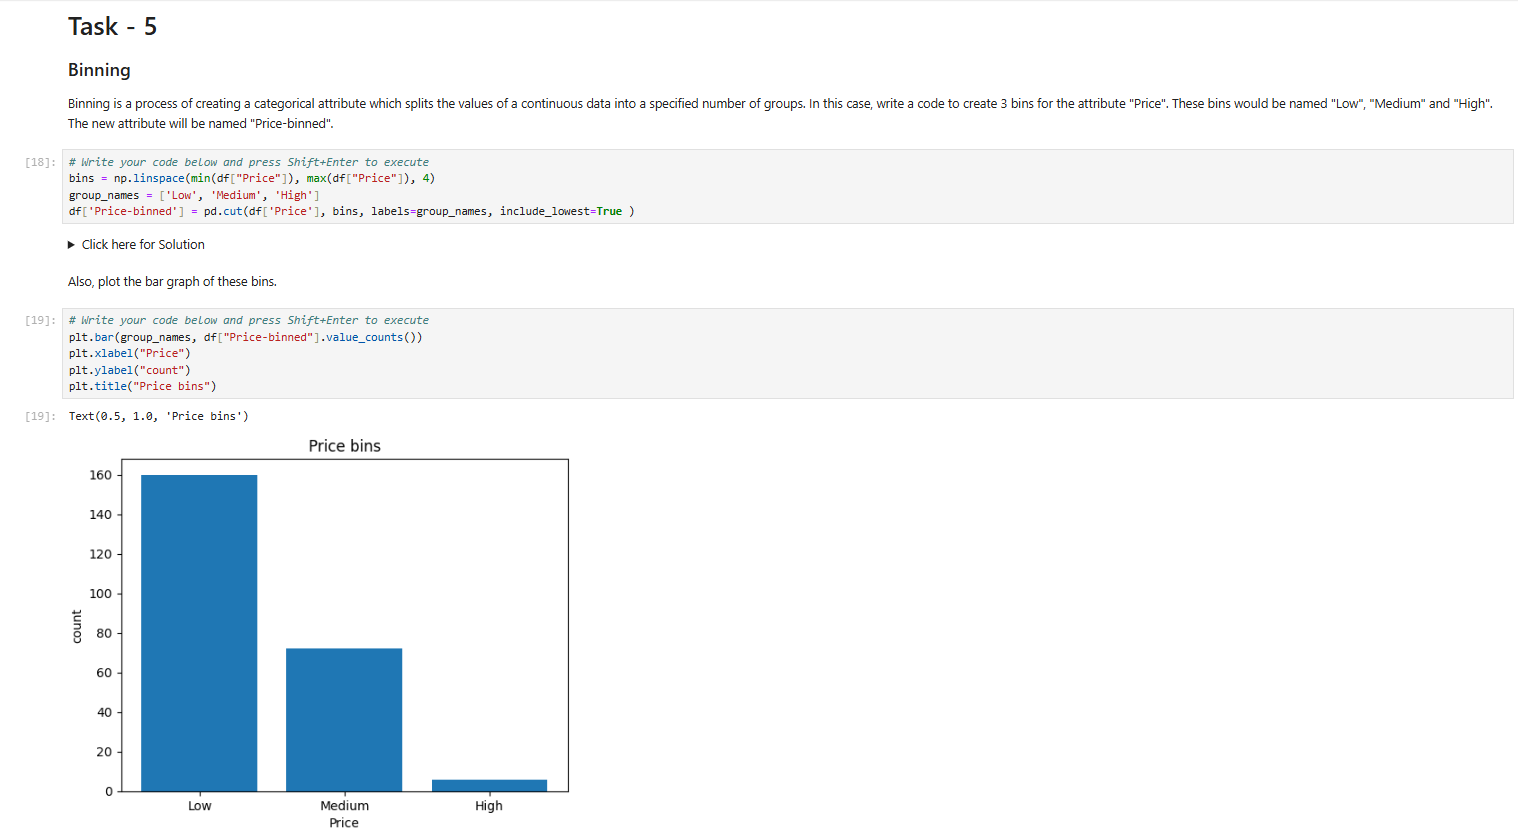 Task - 5
Binning
Binning is a process of creating a categorical attribute which splits the values of a continuous data into a specified number of groups. In this case, write a code to create 3 bins for the attribute "Price". These bins would be named "Low", "Medium" and "High".
The new attribute will be named "Price-binned".
[18]: # Write your code below and press Shift+Enter to execute
bins = np.linspace(min(df["Price"]), max(df["Price"]), 4)
group_names = ['Low', 'Medium', 'High']
df['Price-binned'] = pd.cut(df['Price'], bins, labels=group_names, include_lowest=True )
▶ Click here for Solution
Also, plot the bar graph of these bins.
[19]: # Write your code below and press Shift+Enter to execute
plt.bar(group_names, df["Price-binned"].value_counts())
plt.xlabel("Price")
plt.ylabel("count")
plt.title("Price bins")
[19]: Text(0.5, 1.0, 'Price bins')
Price bins
160
140
120
100
80
60
40
20
0
count
Low Medium High
Price